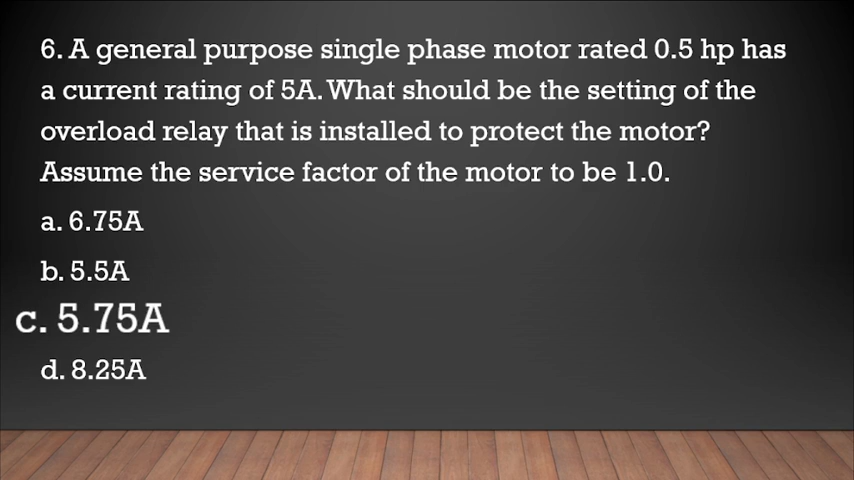 6. A general purpose single phase motor rated 0.5 hp has
a current rating of 5A. What should be the setting of the
overload relay that is installed to protect the motor?
Assume the service factor of the motor to be 1.0.
a. 6.75A
b. 5.5A
c. 5.75A
d. 8.25A